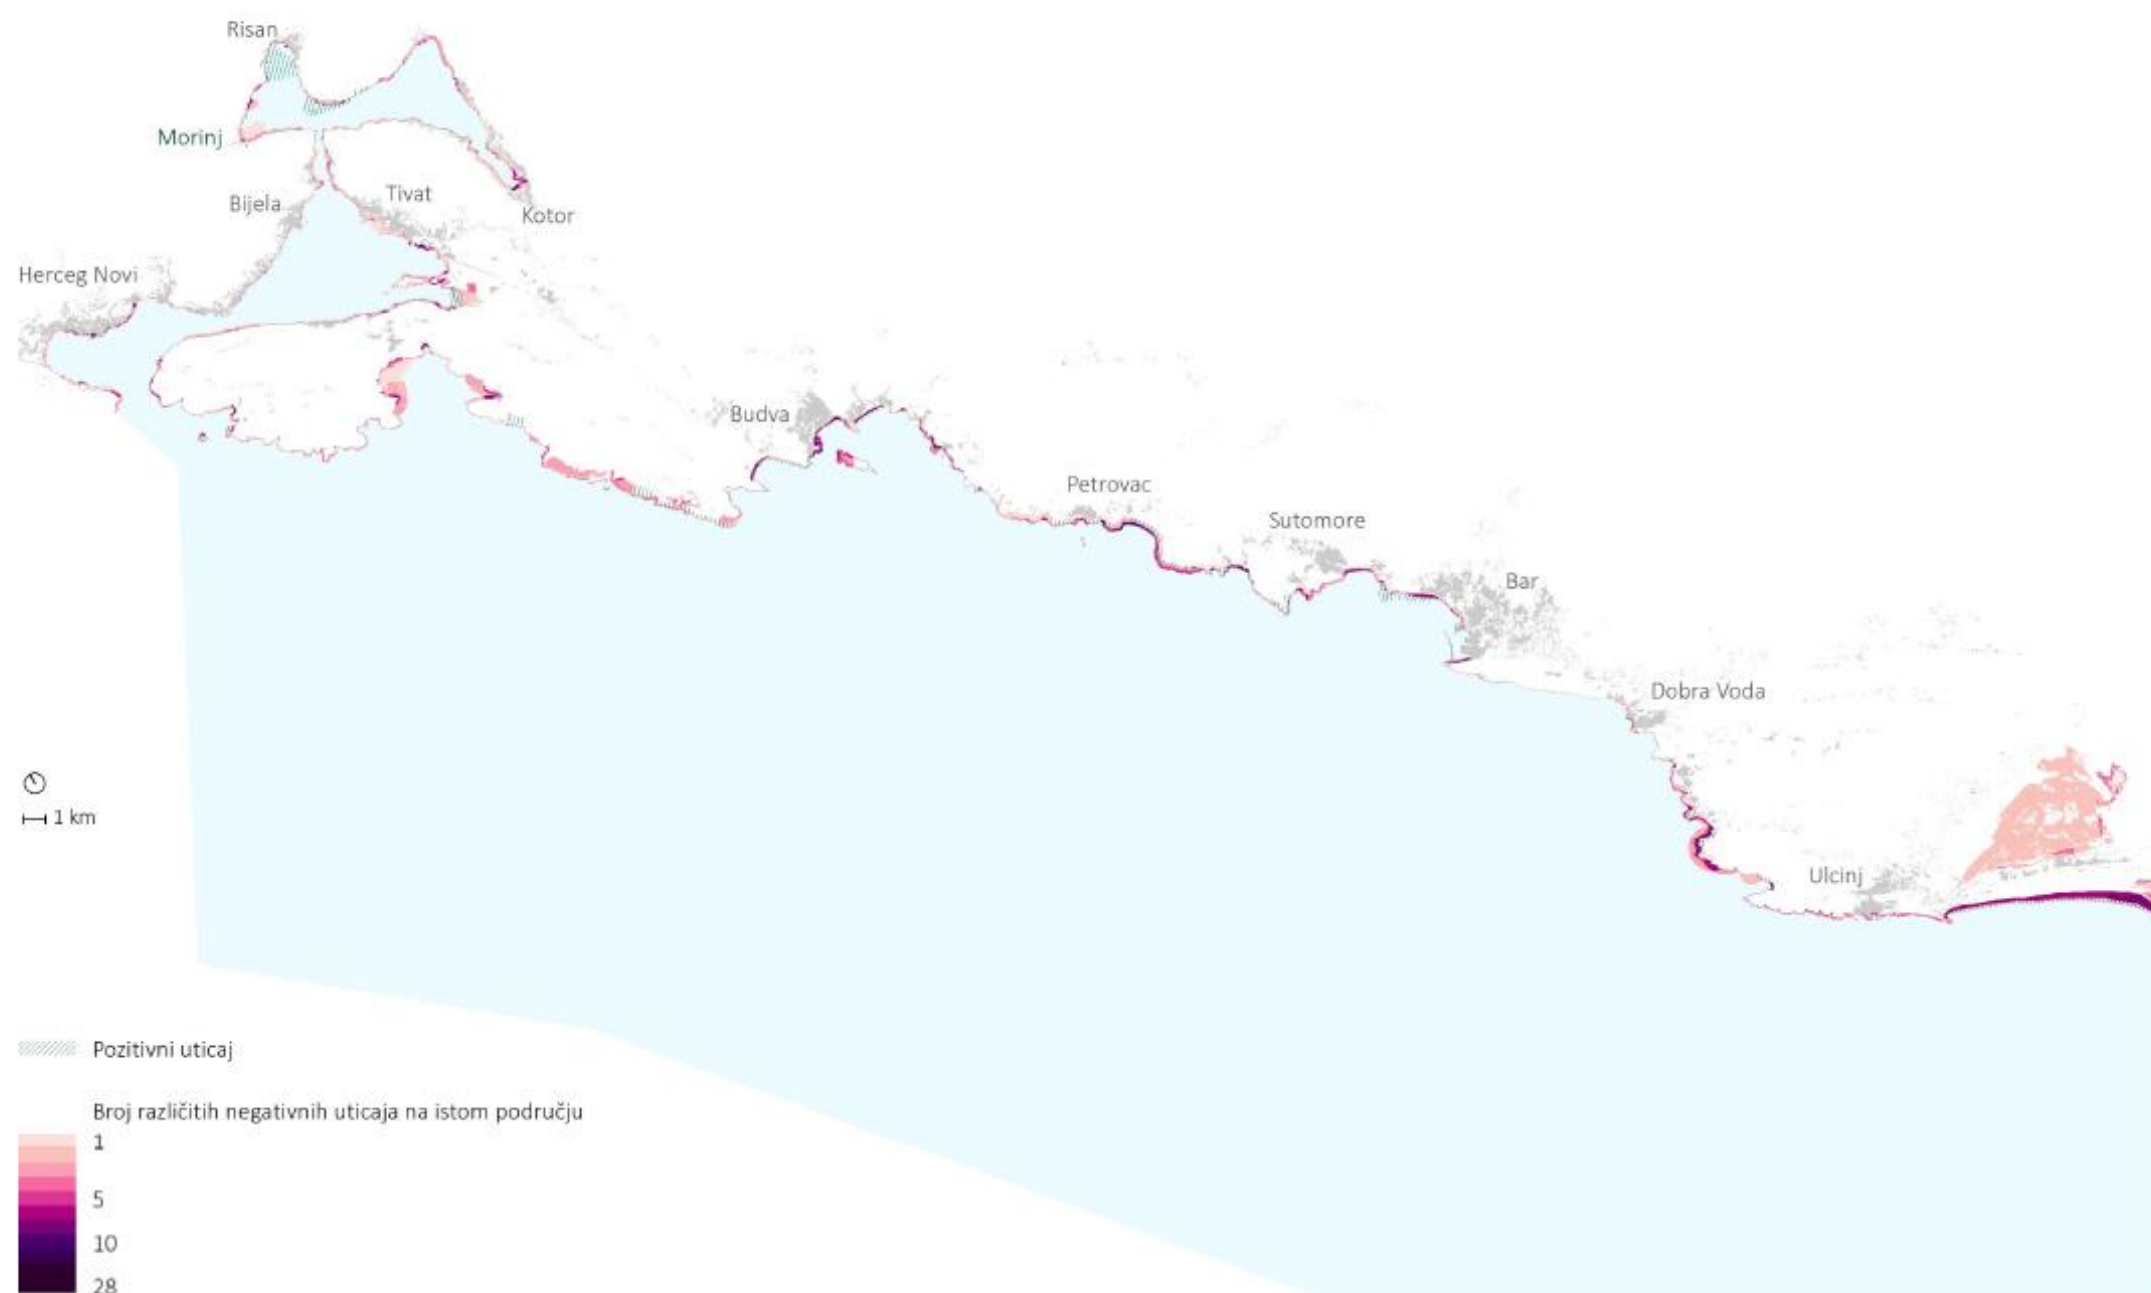 Risan
Morinj
Bijela
Tivat
Kotor
Herceg Novi
Budva
Petrovac
Sutomore
Bar
Dobra Voda
Ulcinj
1 km
Pozitivni uticaj
Broj različitih negativnih uticaja na istom području
1
5
10
28